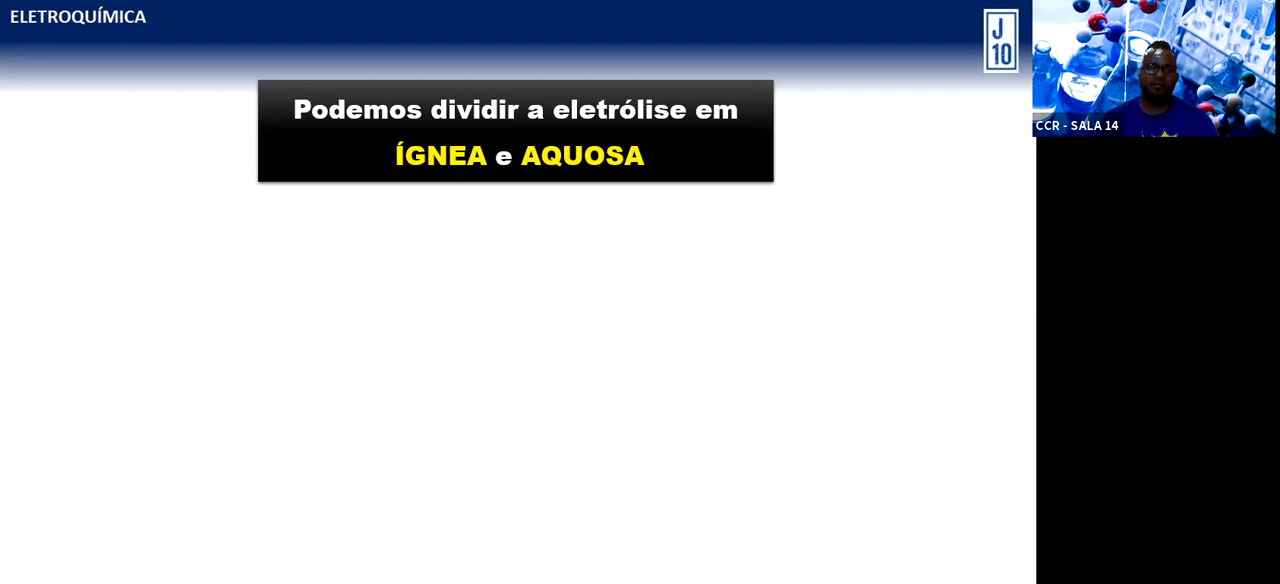 ELETROQUÍMICA
J
10
Podemos dividir a eletrólise em
ÍGNEA e AQUOSA
CCR - SALA 14